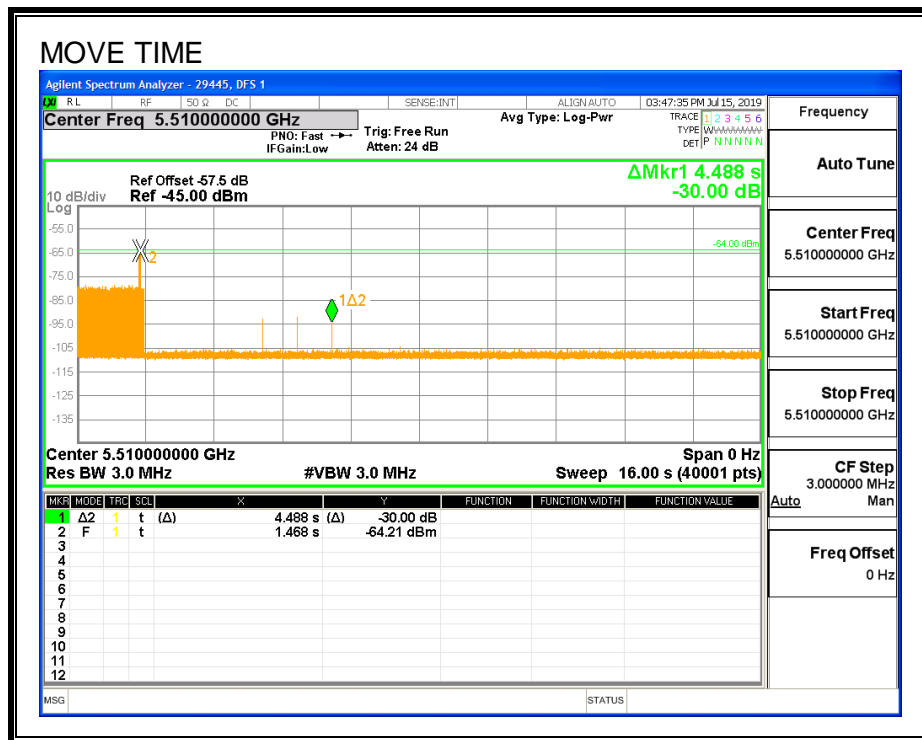 MOVE TIME
Agilent Spectrum Analyzer - 29445, DFS 1
LXI RL RF 50 Ω DC SENSE:INT ALIGN AUTO 03:47:35 PM Jul 15, 2019
Center Freq 5.510000000 GHz
PNO: Fast
IFGain:Low
Trig: Free Run
Atten: 24 dB
Avg Type: Log-Pwr
TRACE 1 2 3 4 5 6
TYPE WWWWWW
DET P N N N N N
Frequency
ΔMkr1 4.488 s
-30.00 dB
Ref Offset -57.5 dB
10 dB/div Ref -45.00 dBm
Log
-55.0
-64.00 dBm
-65.0
2
-75.0
-85.0
1Δ2
-95.0
-105
-115
-125
-135
Center 5.510000000 GHz Span 0 Hz
Res BW 3.0 MHz #VBW 3.0 MHz Sweep 16.00 s (40001 pts)
MKR MODE TRC SCL X Y FUNCTION FUNCTION WIDTH FUNCTION VALUE
1 Δ2 1 t (Δ) 4.488 s (Δ) -30.00 dB
2 F 1 t 1.468 s -64.21 dBm
3
4
5
6
7
8
9
10
11
12
MSG STATUS
Auto Tune
Center Freq
5.510000000 GHz
Start Freq
5.510000000 GHz
Stop Freq
5.510000000 GHz
CF Step
3.000000 MHz
Auto Man
Freq Offset
0 Hz